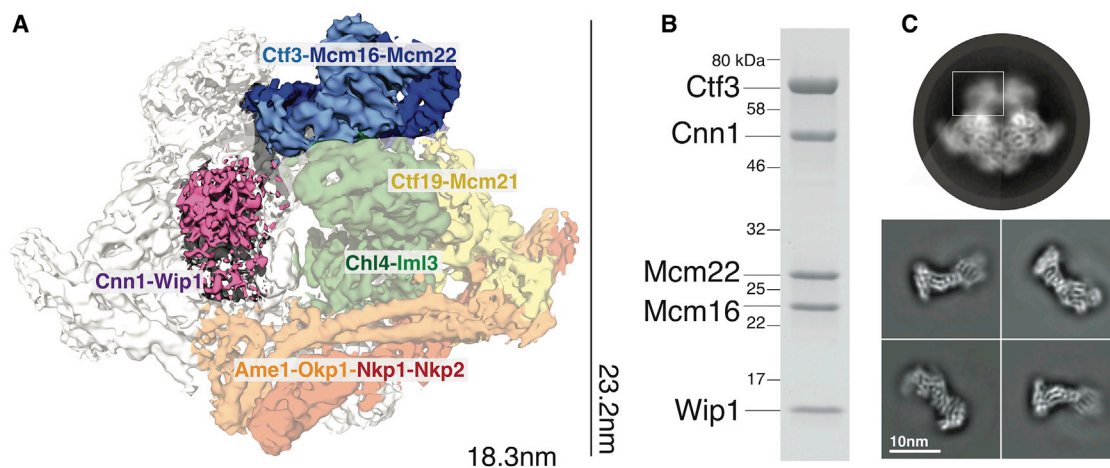 A
Ctf3-Mcm16-Mcm22
Ctf19-Mcm21
Cnn1-Wip1
Chl4-Iml3
Ame1-Okp1-Nkp1-Nkp2
23.2nm
18.3nm
B
80 kDa
Ctf3
58
Cnn1
46
32
Mcm22
25
Mcm16
22
17
Wip1
C
10nm